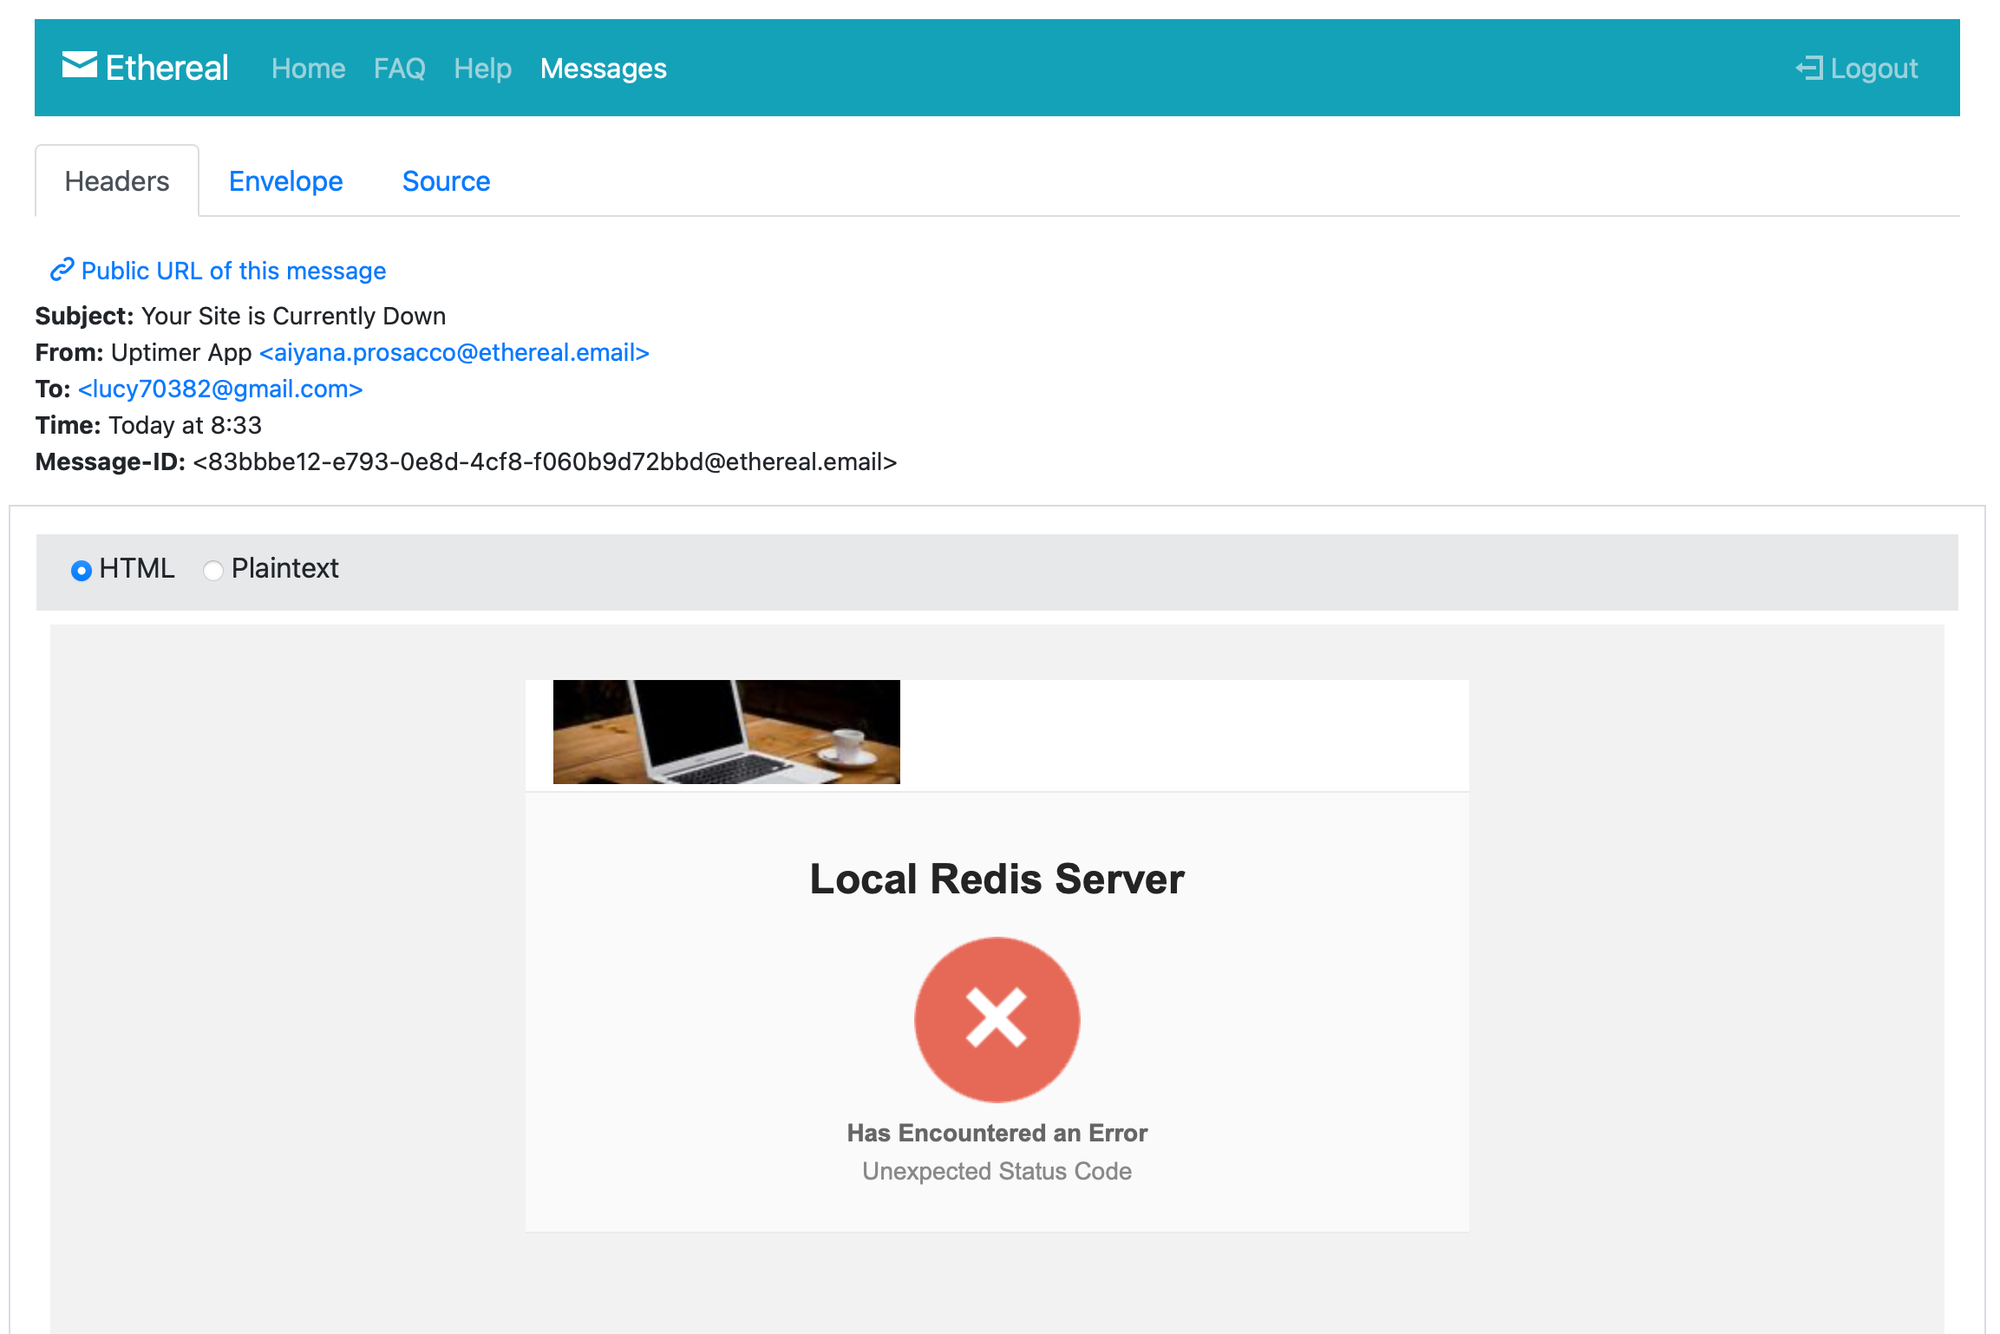 Ethereal Home FAQ Help Messages Logout
Headers Envelope Source
Public URL of this message
Subject: Your Site is Currently Down
From: Uptimer App <aiyana.prosacco@ethereal.email>
To: <lucy70382@gmail.com>
Time: Today at 8:33
Message-ID: <83bbbe12-e793-0e8d-4cf8-f060b9d72bbd@ethereal.email>
HTML Plaintext
Local Redis Server
Has Encountered an Error
Unexpected Status Code